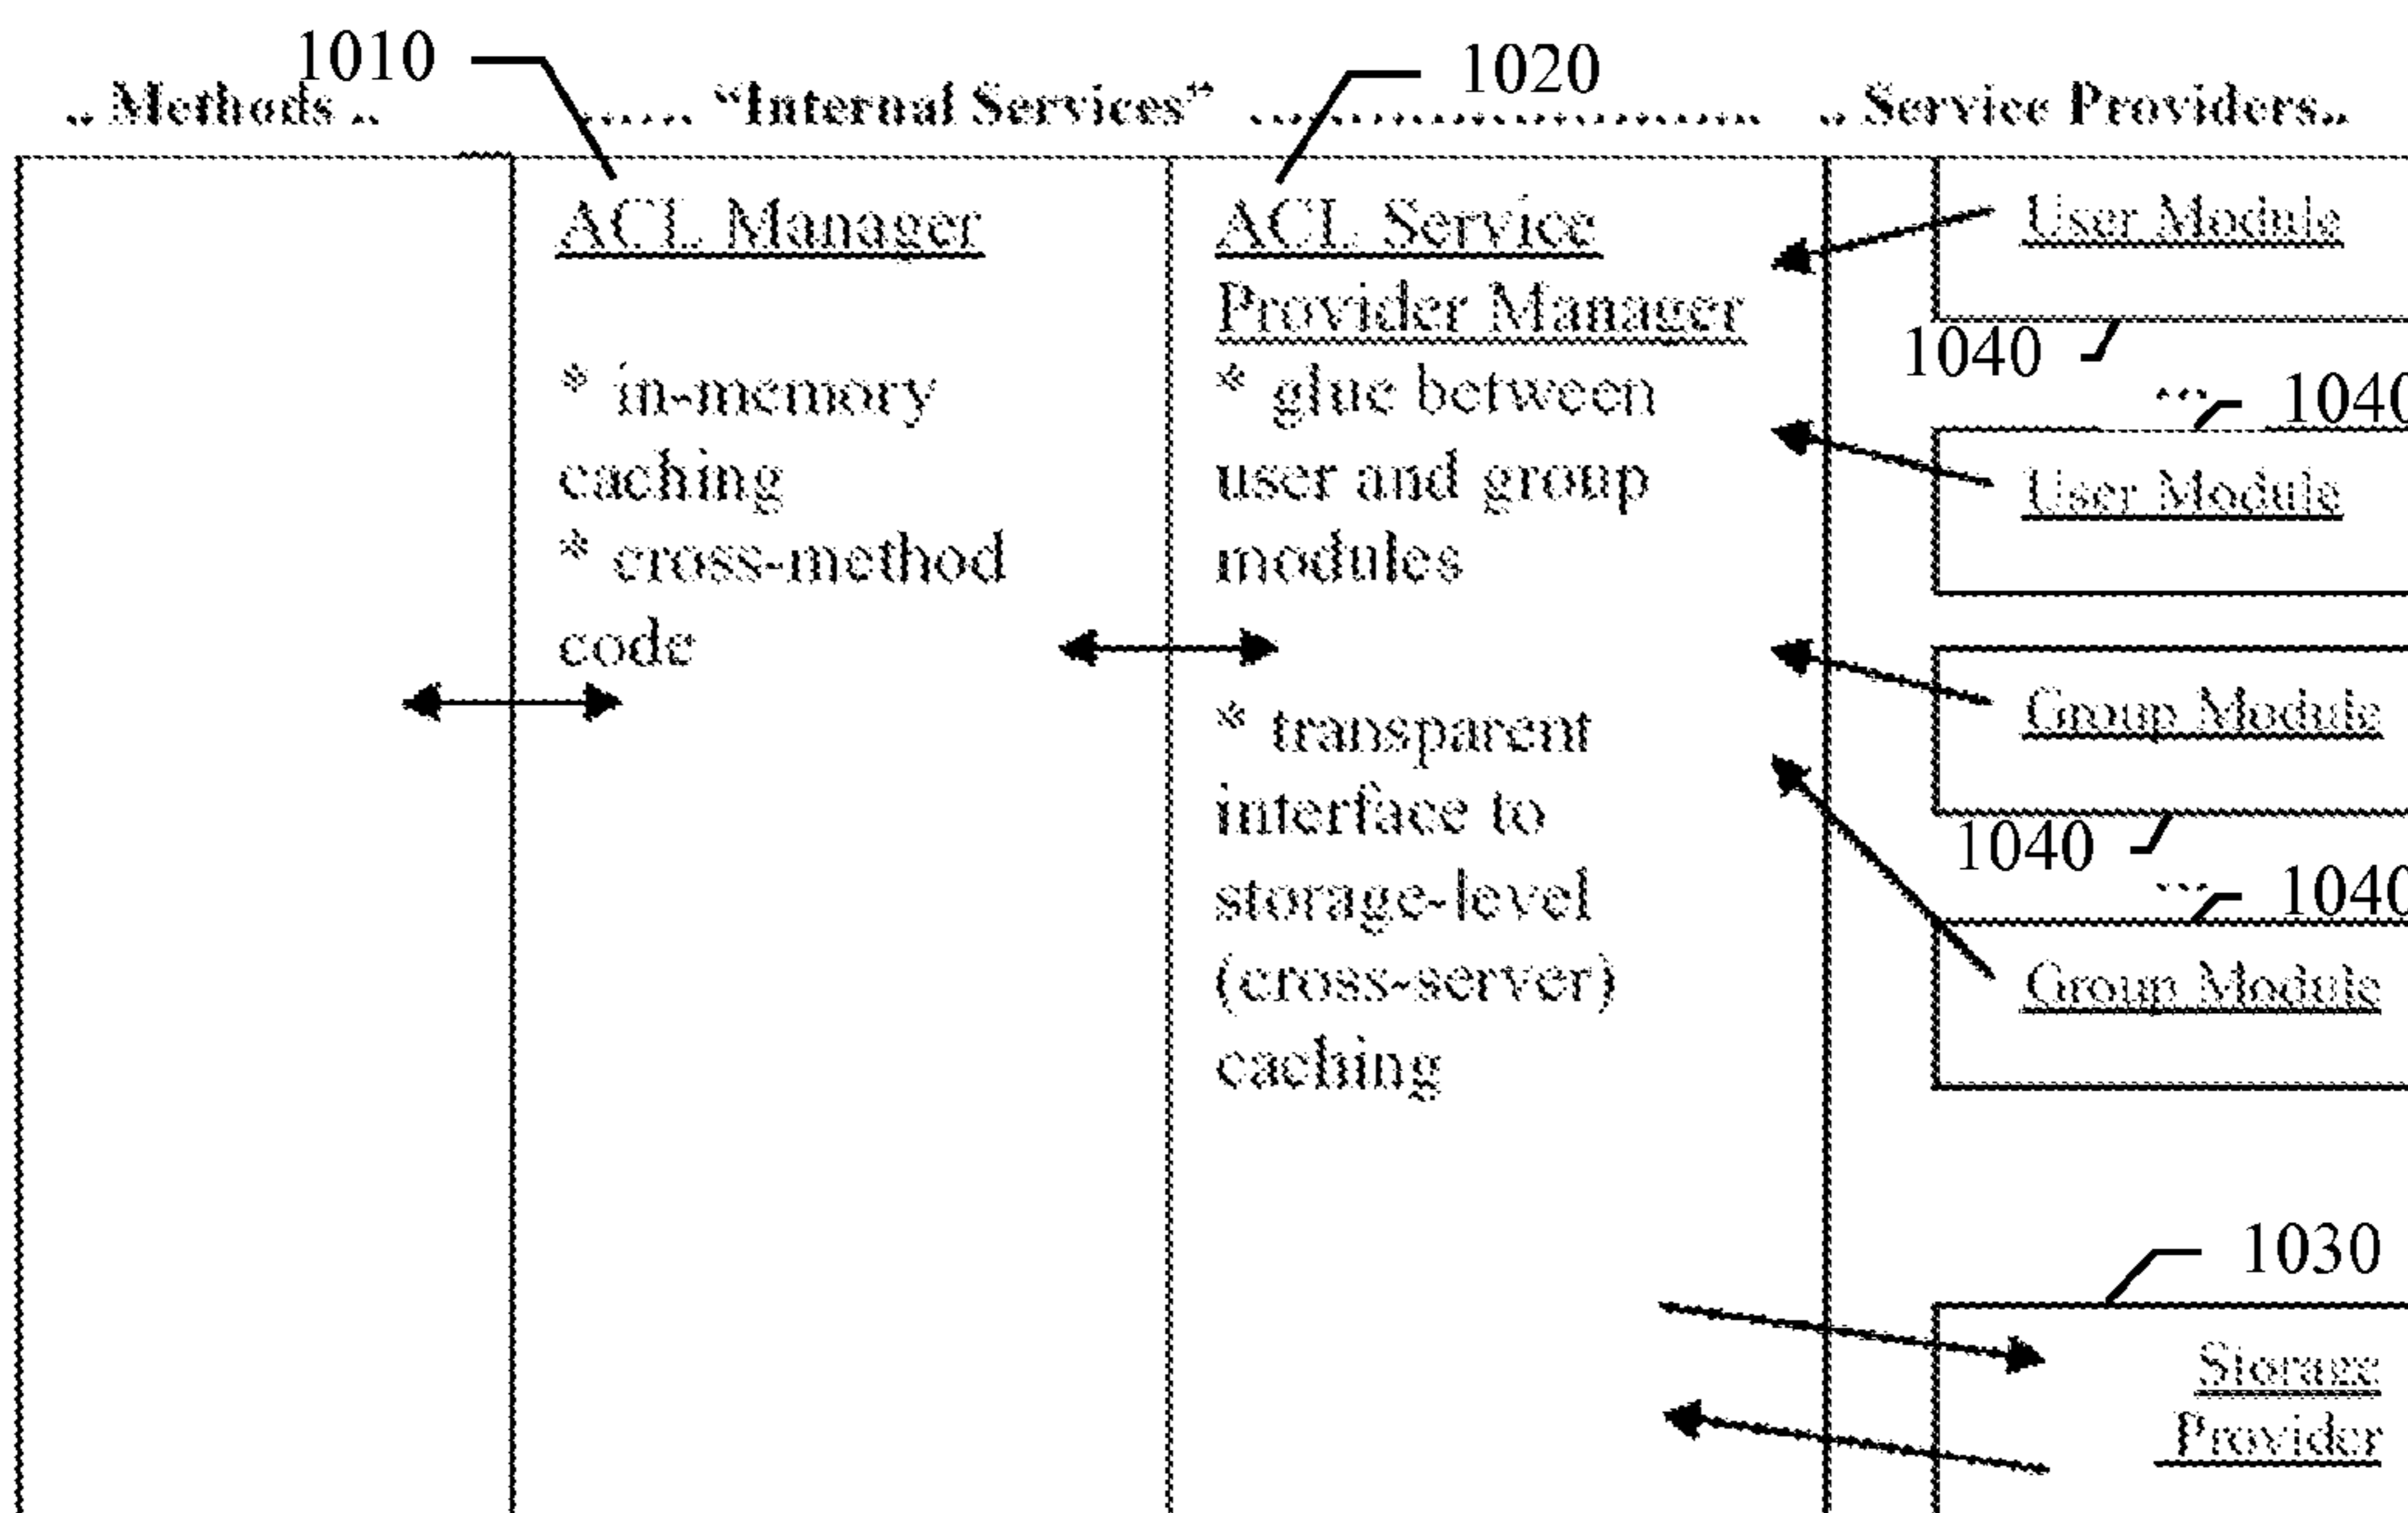 1010
1020
.. Methods .. ...... “Internal Services” .......................... .. Service Providers..
ACL Manager
* in-memory
caching
* cross-method
code
ACL Service
Provider Manager
* glue between
user and group
modules
* transparent
interface to
storage-level
(cross-server)
caching
User Module
1040
... 1040
User Module
Group Module
1040
... 1040
Group Module
1030
Storage
Provider